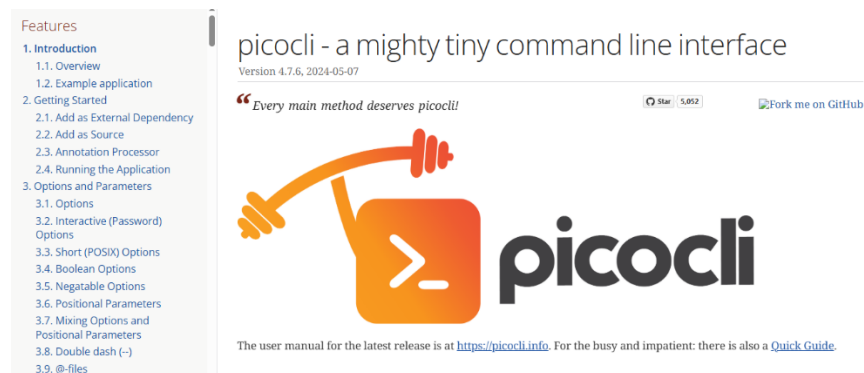 Features
1. Introduction
1.1. Overview
1.2. Example application
2. Getting Started
2.1. Add as External Dependency
2.2. Add as Source
2.3. Annotation Processor
2.4. Running the Application
3. Options and Parameters
3.1. Options
3.2. Interactive (Password)
Options
3.3. Short (POSIX) Options
3.4. Boolean Options
3.5. Negatable Options
3.6. Positional Parameters
3.7. Mixing Options and
Positional Parameters
3.8. Double dash (--)
3.9. @-files
picocli - a mighty tiny command line interface
Version 4.7.6, 2024-05-07
“Every main method deserves picocli!
Star 5,052
Fork me on GitHub
>_
picocli
The user manual for the latest release is at https://picocli.info. For the busy and impatient: there is also a Quick Guide.